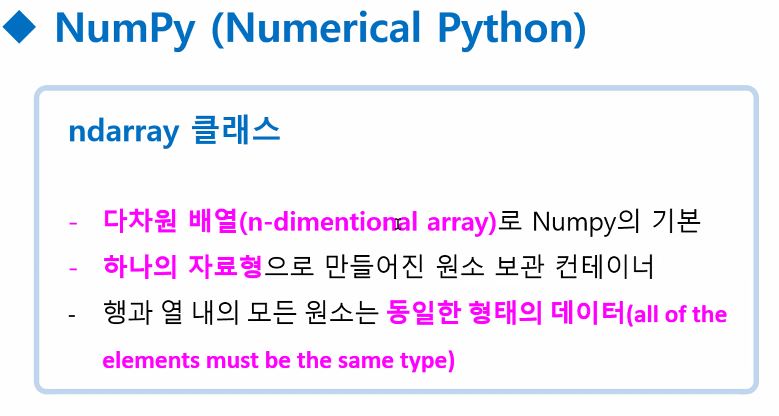 ◆ NumPy (Numerical Python)
ndarray 클래스
- 다차원 배열(n-dimentional array)로 Numpy의 기본
- 하나의 자료형으로 만들어진 원소 보관 컨테이너
- 행과 열 내의 모든 원소는 동일한 형태의 데이터(all of the
elements must be the same type)